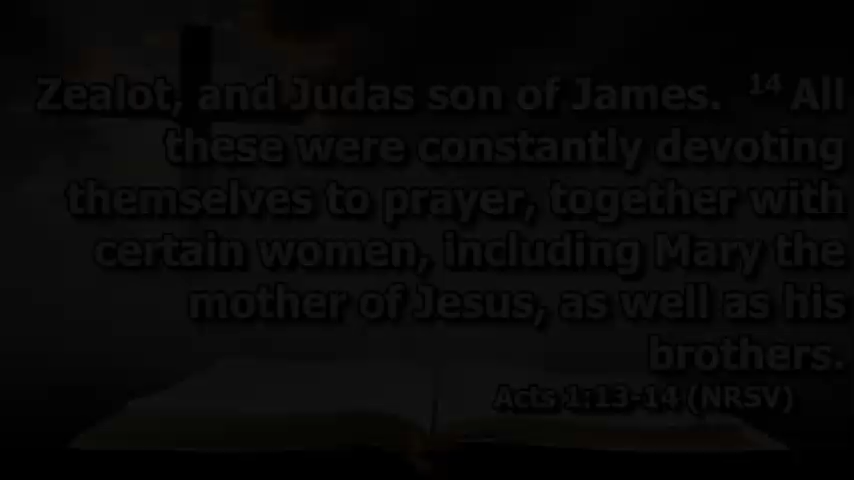 Zealot, and Judas son of James. 14 All
these were constantly devoting
themselves to prayer, together with
certain women, including Mary the
mother of Jesus, as well as his
brothers.
Acts 1:13-14 (NRSV)